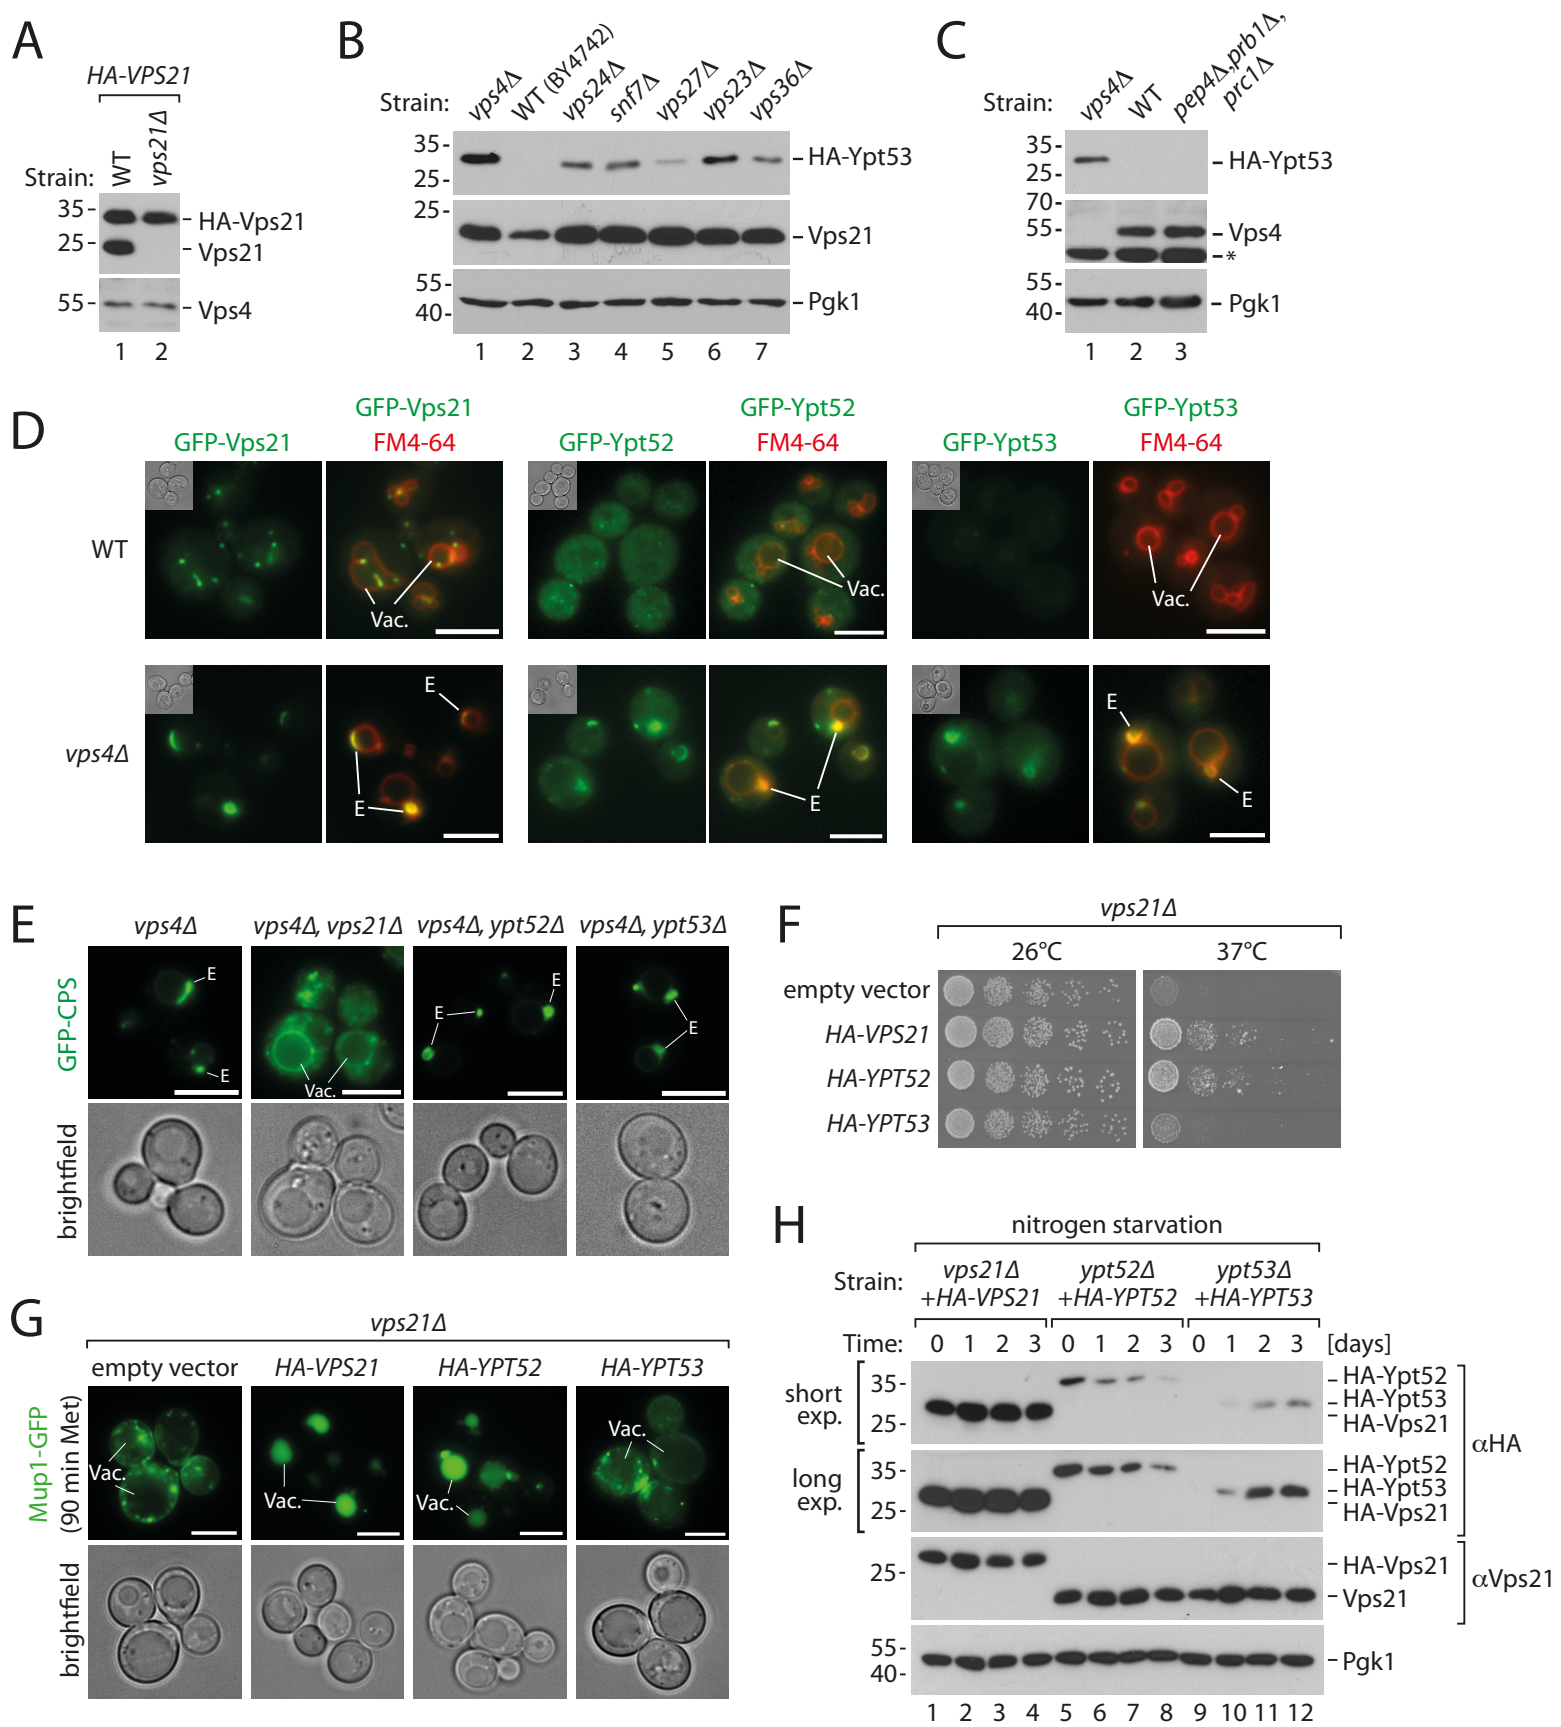 A
HA-VPS21
Strain: WT vps21Δ
35
25
HA-Vps21
Vps21
55
Vps4
1 2
B
Strain: vps4Δ WT (BY4742) vps24Δ snf7Δ vps27Δ vps23Δ vps36Δ
35
25
HA-Ypt53
25
Vps21
55
40
Pgk1
1 2 3 4 5 6 7
C
Strain: vps4Δ WT pep4Δ,prb1Δ,
prc1Δ
35
25
HA-Ypt53
70
55
Vps4
*
55
40
Pgk1
1 2 3
D
GFP-Vps21
GFP-Vps21
FM4-64
GFP-Ypt52
GFP-Ypt52
FM4-64
GFP-Ypt53
GFP-Ypt53
FM4-64
WT
Vac.
Vac.
Vac.
vps4Δ
E
E
E
E
E
E
vps4Δ
vps4Δ, vps21Δ
vps4Δ, ypt52Δ
vps4Δ, ypt53Δ
GFP-CPS
E
E
Vac.
E
E
E
brightfield
F
vps21Δ
26°C 37°C
empty vector
HA-VPS21
HA-YPT52
HA-YPT53
G
vps21Δ
empty vector
HA-VPS21
HA-YPT52
HA-YPT53
Mup1-GFP
(90 min Met)
Vac.
Vac.
Vac.
Vac.
brightfield
H
nitrogen starvation
Strain:
vps21Δ
+HA-VPS21
ypt52Δ
+HA-YPT52
ypt53Δ
+HA-YPT53
Time: 0 1 2 3 0 1 2 3 0 1 2 3 [days]
short
exp.
35
25
HA-Ypt52
HA-Ypt53
HA-Vps21
long
exp.
35
25
HA-Ypt52
HA-Ypt53
HA-Vps21
αHA
25
HA-Vps21
Vps21
αVps21
55
40
Pgk1
1 2 3 4 5 6 7 8 9 10 11 12